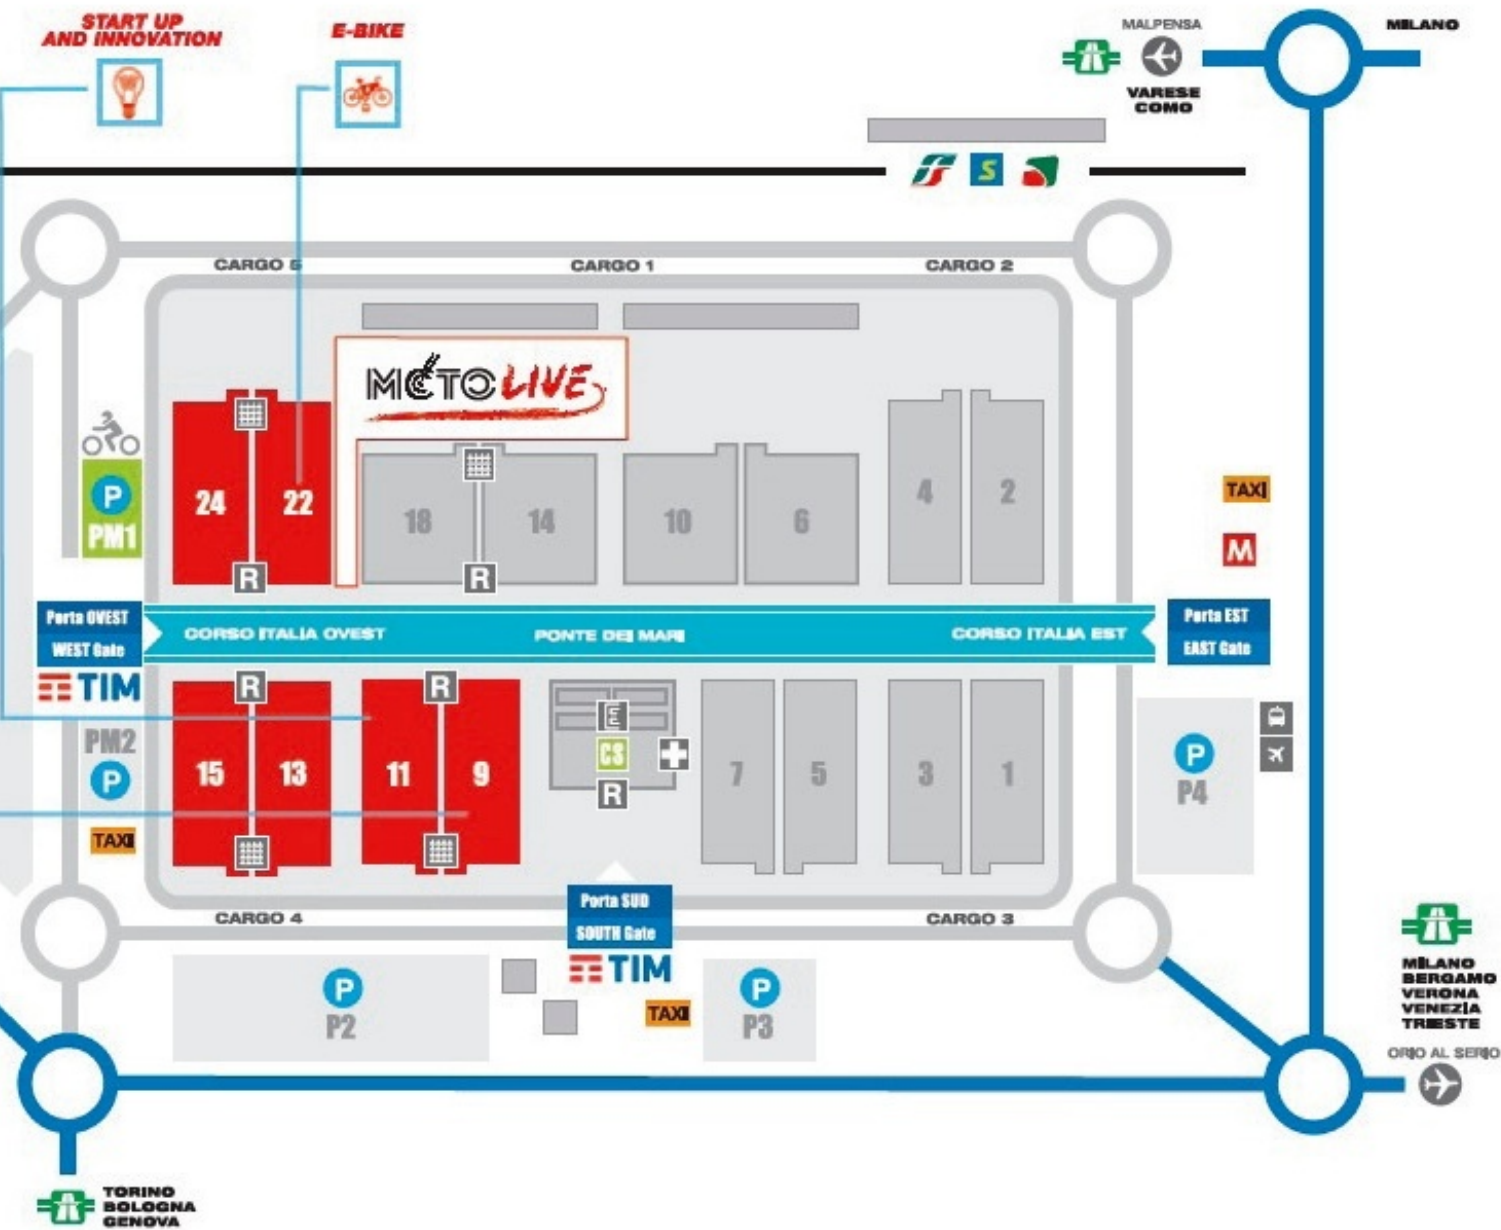 START UP
AND INNOVATION
E-BIKE
MALPENSA
VARESE
COMO
MILANO
S
CARGO 5
CARGO 1
CARGO 2
MOTO LIVE
24
22
18
14
10
6
4
2
R
R
P
PM1
TAXI
M
Porta OVEST
WEST Gate
CORSO ITALIA OVEST
PONTE DEI MARI
CORSO ITALIA EST
Porta EST
EAST Gate
TIM
PM2
P
TAXI
R
R
15
13
11
9
E
CS
R
7
5
3
1
P
P4
CARGO 4
Porta SUD
SOUTH Gate
TIM
CARGO 3
P
P2
TAXI
P
P3
MILANO
BERGAMO
VERONA
VENEZIA
TRIESTE
ORIO AL SERIO
TORINO
BOLOGNA
GENOVA